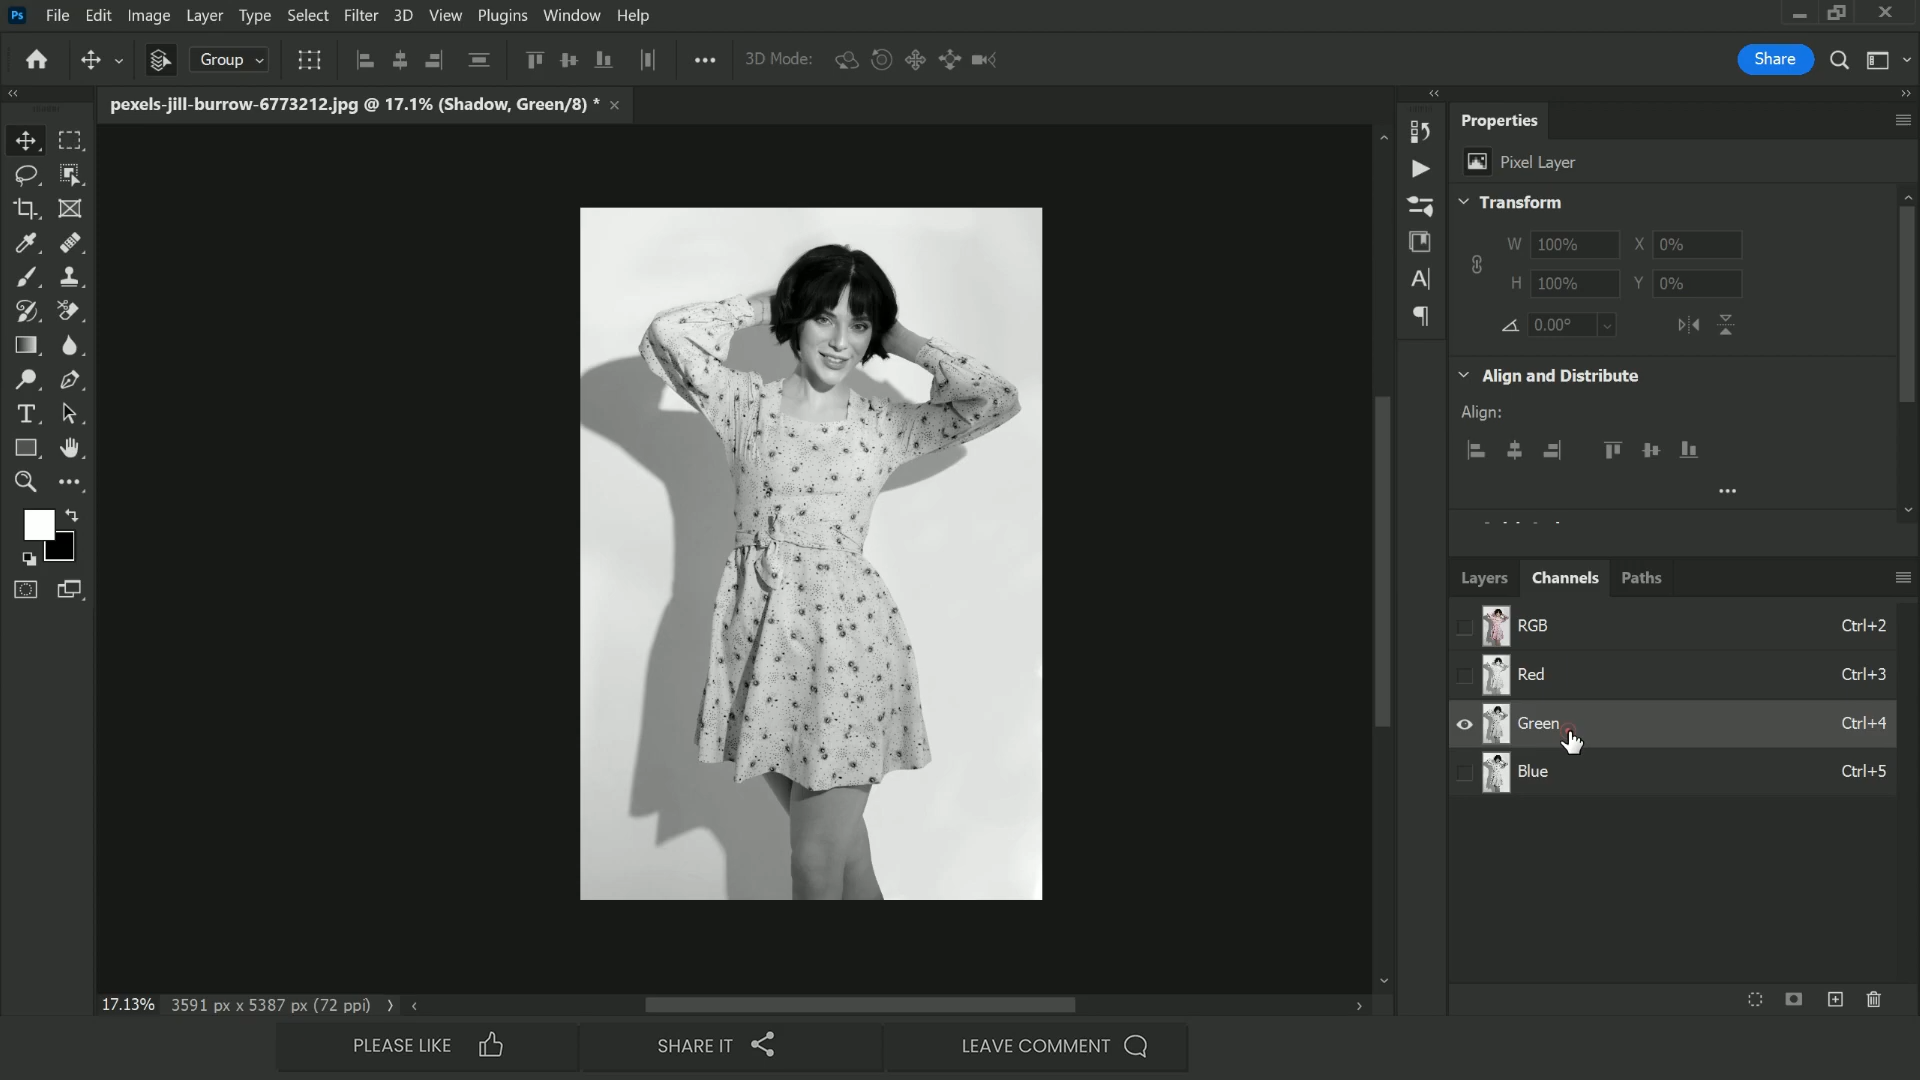 Ps File Edit Image Layer Type Select Filter 3D View Plugins Window Help
Group 3D Mode: Share
pexels-jill-burrow-6773212.jpg @ 17.1% (Shadow, Green/8) *
Properties
Pixel Layer
Transform
W 100% X 0%
H 100% Y 0%
0.00°
Align and Distribute
Align:
Layers Channels Paths
RGB Ctrl+2
Red Ctrl+3
Green Ctrl+4
Blue Ctrl+5
17.13% 3591 px x 5387 px (72 ppi)
PLEASE LIKE SHARE IT LEAVE COMMENT